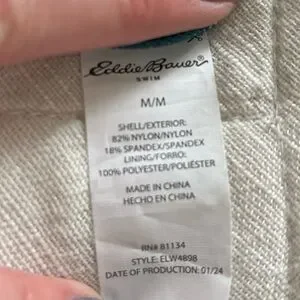 Eddie Bauer®
SWIM
M/M
SHELL/EXTERIOR:
82% NYLON/NYLON
18% SPANDEX/SPANDEX
LINING/FORRO:
100% POLYESTER/POLIÉSTER
MADE IN CHINA
HECHO EN CHINA
RN# 81134
STYLE: ELW4898
DATE OF PRODUCTION: 01/24